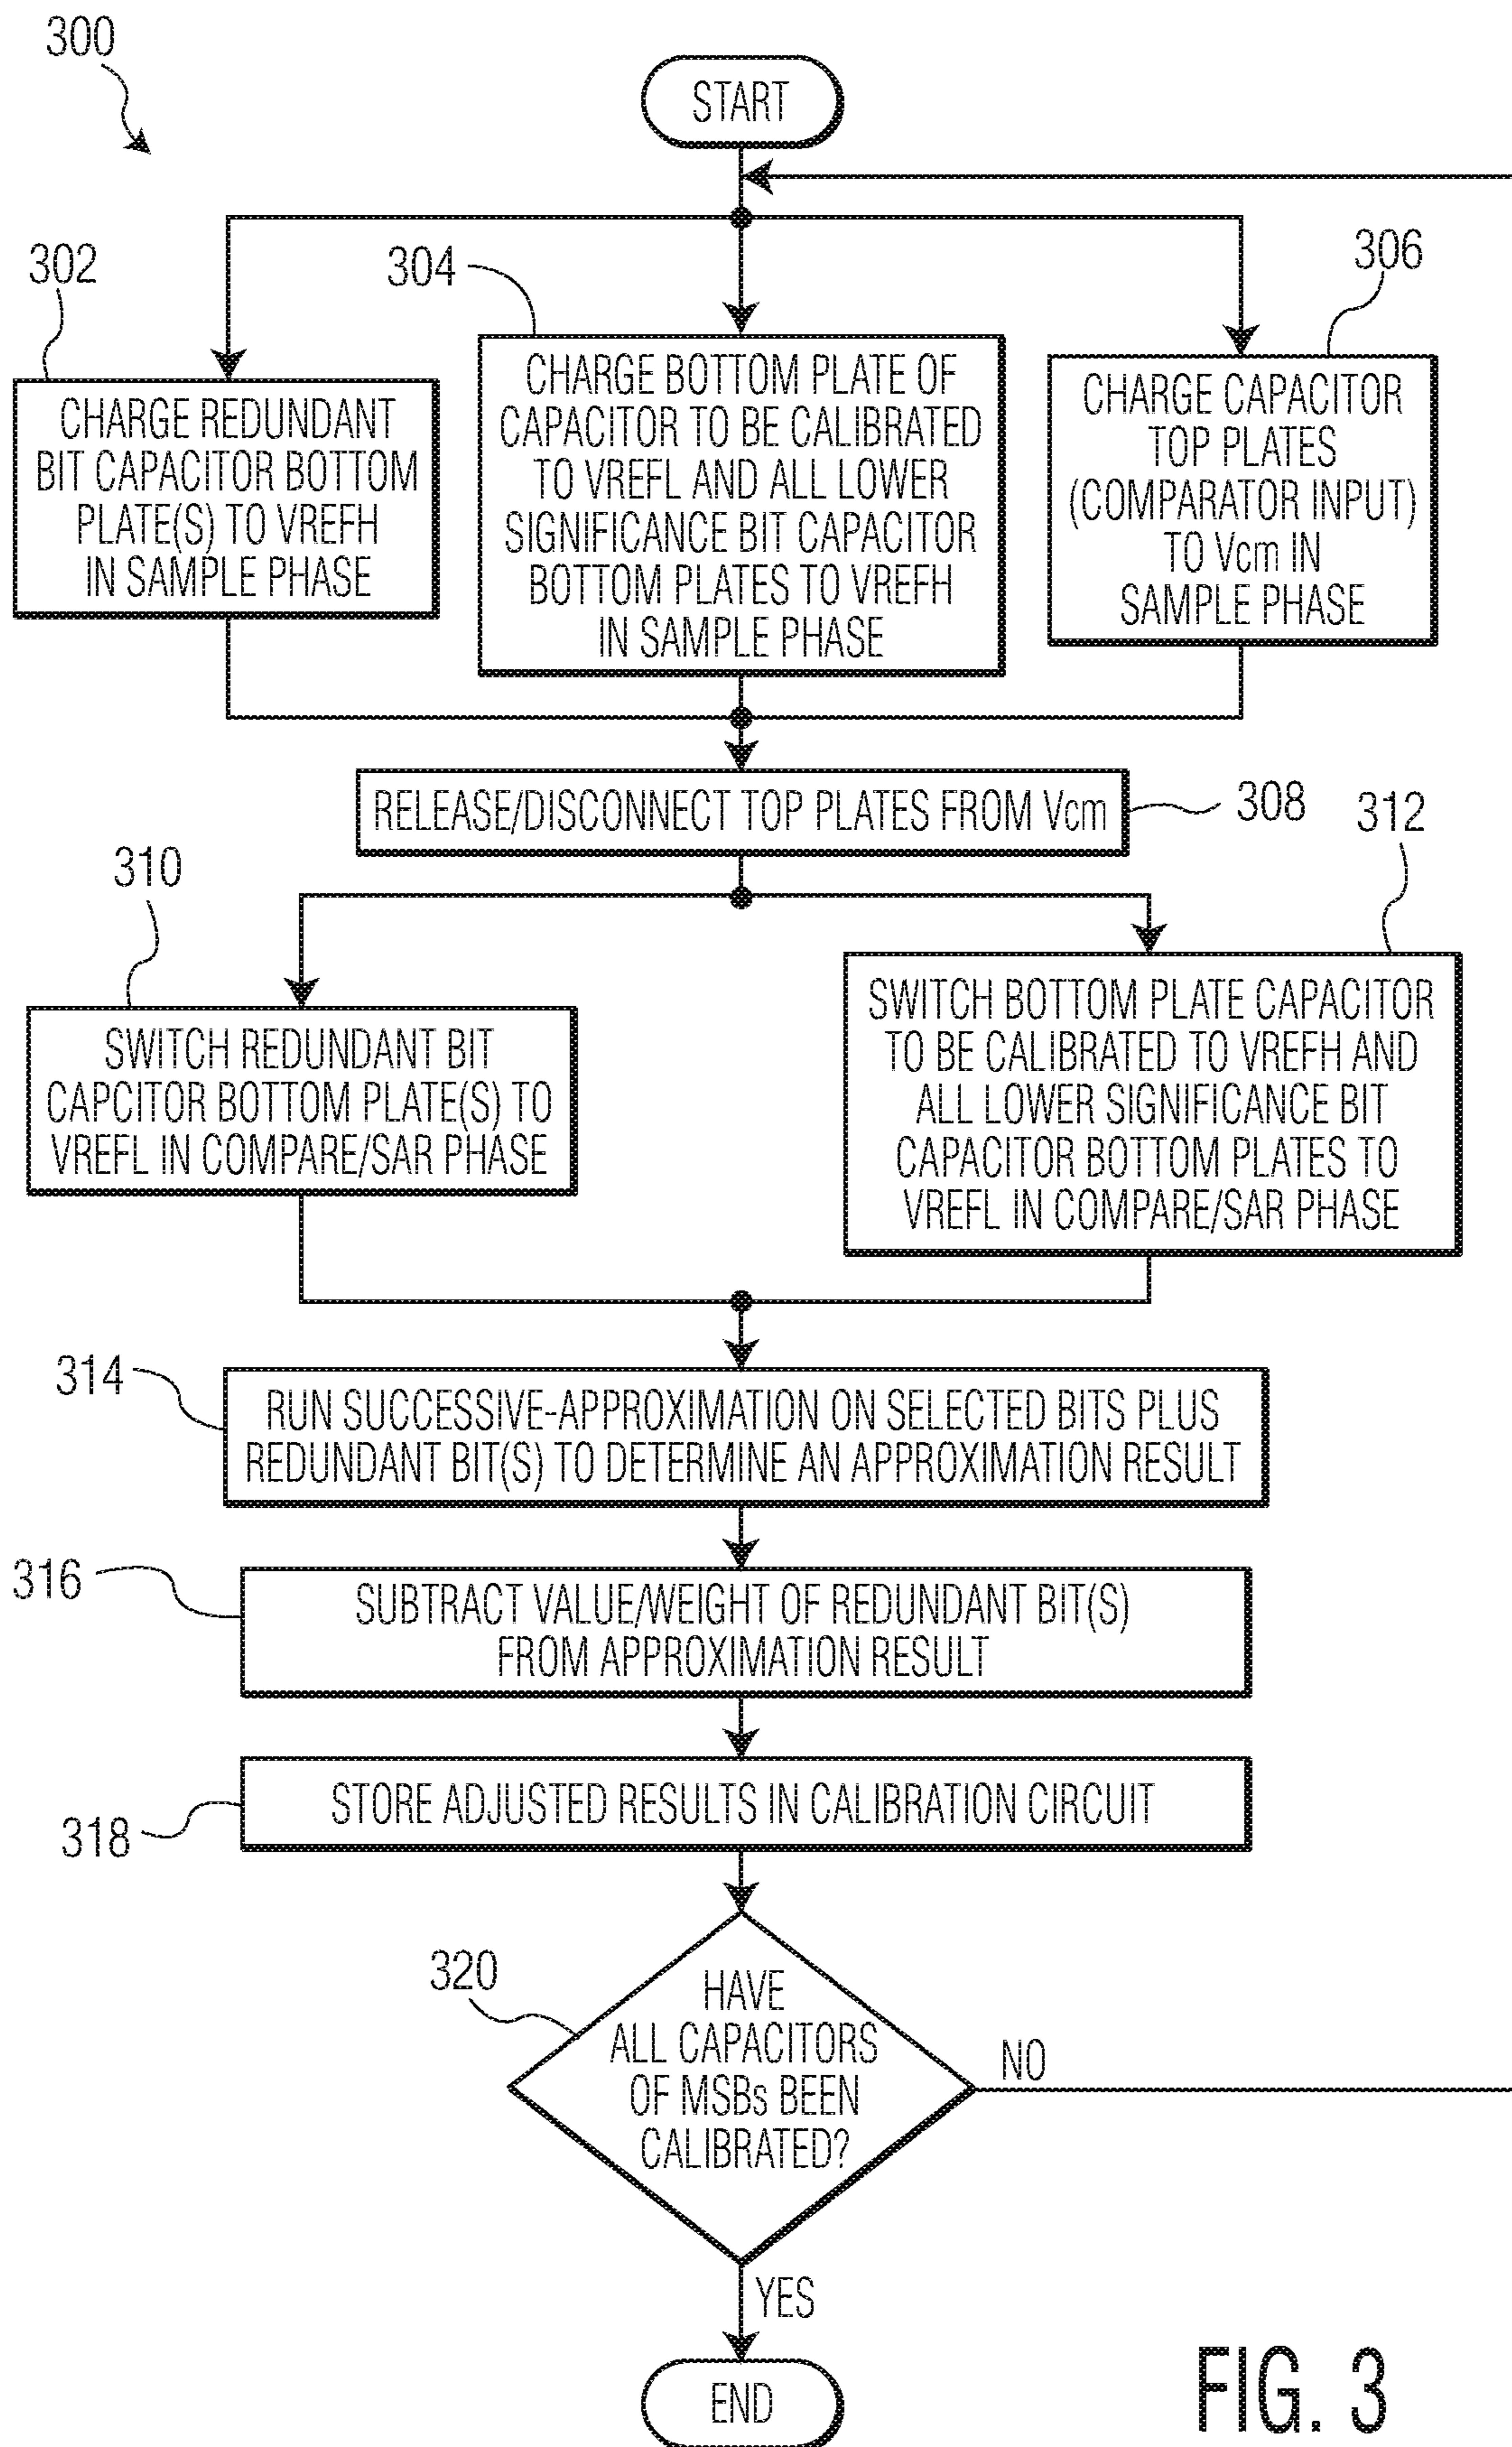 300
START
302
304
306
CHARGE REDUNDANT
BIT CAPACITOR BOTTOM
PLATE(S) TO VREFH
IN SAMPLE PHASE
CHARGE BOTTOM PLATE OF
CAPACITOR TO BE CALIBRATED
TO VREFL AND ALL LOWER
SIGNIFICANCE BIT CAPACITOR
BOTTOM PLATES TO VREFH
IN SAMPLE PHASE
CHARGE CAPACITOR
TOP PLATES
(COMPARATOR INPUT)
TO Vcm IN
SAMPLE PHASE
RELEASE/DISCONNECT TOP PLATES FROM Vcm
308
310
312
SWITCH REDUNDANT BIT
CAPCITOR BOTTOM PLATE(S) TO
VREFL IN COMPARE/SAR PHASE
SWITCH BOTTOM PLATE CAPACITOR
TO BE CALIBRATED TO VREFH AND
ALL LOWER SIGNIFICANCE BIT
CAPACITOR BOTTOM PLATES TO
VREFL IN COMPARE/SAR PHASE
314
RUN SUCCESSIVE-APPROXIMATION ON SELECTED BITS PLUS
REDUNDANT BIT(S) TO DETERMINE AN APPROXIMATION RESULT
316
SUBTRACT VALUE/WEIGHT OF REDUNDANT BIT(S)
FROM APPROXIMATION RESULT
318
STORE ADJUSTED RESULTS IN CALIBRATION CIRCUIT
320
HAVE
ALL CAPACITORS
OF MSBs BEEN
CALIBRATED?
NO
YES
END
FIG. 3